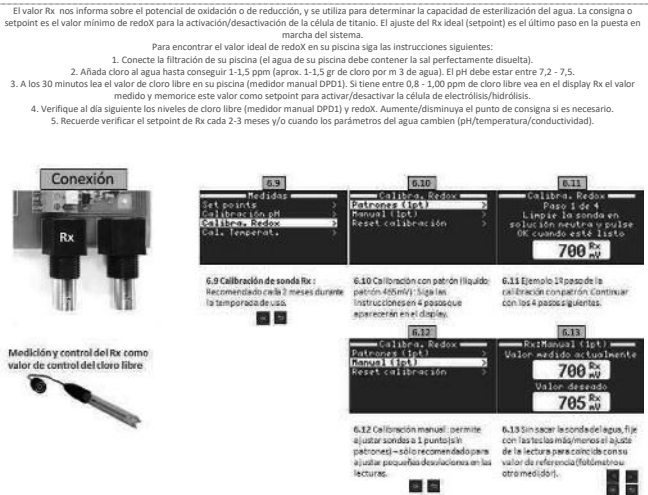 El valor Rx nos informa sobre el potencial de oxidación o de reducción, y se utiliza para determinar la capacidad de esterilización del agua. La consigna o
setpoint es el valor mínimo de redoX para la activación/desactivación de la célula de titanio. El ajuste del Rx ideal (setpoint) es el último paso en la puesta en
marcha del sistema.
Para encontrar el valor ideal de redoX en su piscina siga las instrucciones siguientes:
1. Conecte la filtración de su piscina (el agua de su piscina debe contener la sal perfectamente disuelta).
2. Añada cloro al agua hasta conseguir 1-1,5 ppm (aprox. 1-1,5 gr de cloro por m 3 de agua). El pH debe estar entre 7,2 - 7,5.
3. A los 30 minutos lea el valor de cloro libre en su piscina (medidor manual DPD1). Si tiene entre 0,8 - 1,00 ppm de cloro libre vea en el display Rx el valor
medido y memorice este valor como setpoint para activar/desactivar la célula de electrólisis/hidrólisis.
4. Verifique al día siguiente los niveles de cloro libre (medidor manual DPD1) y redoX. Aumente/disminuya el punto de consigna si es necesario.
5. Recuerde verificar el setpoint de Rx cada 2-3 meses y/o cuando los parámetros del agua cambien (pH/temperatura/conductividad).
Conexión
Rx
Medición y control del Rx como
valor de control del cloro libre
6.9
Medidas
Set points >
Calibración pH >
Calibra. Redox >
Cal. Temperat. >
6.9 Calibración de sonda Rx :
Recomendado cada 2 meses durante
la temporada de uso.
6.10
Calibra. Redox
Patrones (1pt) >
Manual (1pt) >
Reset calibración >
6.10 Calibración con patrón (líquido
patrón 465mV) : Siga las
instrucciones en 4 pasos que
aparecerán en el display.
6.11
Calibra. Redox
Paso 1 de 4
Limpie la sonda en
solución neutra y pulse
OK cuando esté listo
700 Rx mV
6.11 Ejemplo 1º paso de la
calibración con patrón. Continuar
con los 4 pasos siguientes.
6.12
Calibra. Redox
Patrones (1pt) >
Manual (1pt) >
Reset calibración >
6.12 Calibración manual : permite
ajustar sondas a 1 punto (sin
patrones) – sólo recomendado para
ajustar pequeñas desviaciones en las
lecturas.
6.13
Rx:Manual (1pt)
Valor medido actualmente
700 Rx mV
Valor deseado
705 Rx mV
6.13 Sin sacar la sonda del agua, fije
con las teclas más/menos el ajuste
de la lectura para coincida con su
valor de referencia (fotómetro u
otro medidor).